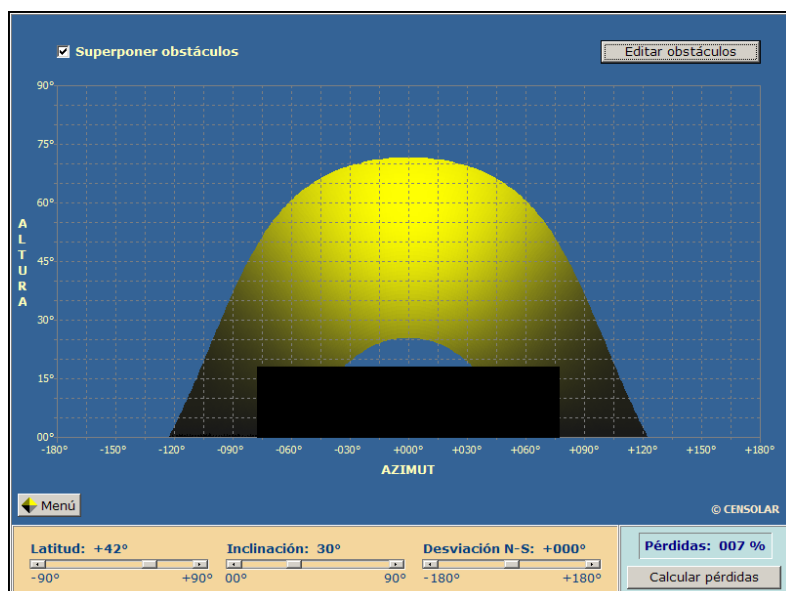 Superponer obstáculos
Editar obstáculos
90°
75°
60°
45°
30°
15°
00°
ALTURA
-180° -150° -120° -090° -060° -030° +000° +030° +060° +090° +120° +150° +180°
AZIMUT
Menú
© CENSOLAR
Latitud: +42°
-90° +90°
Inclinación: 30°
00° 90°
Desviación N-S: +000°
-180° +180°
Pérdidas: 007 %
Calcular pérdidas